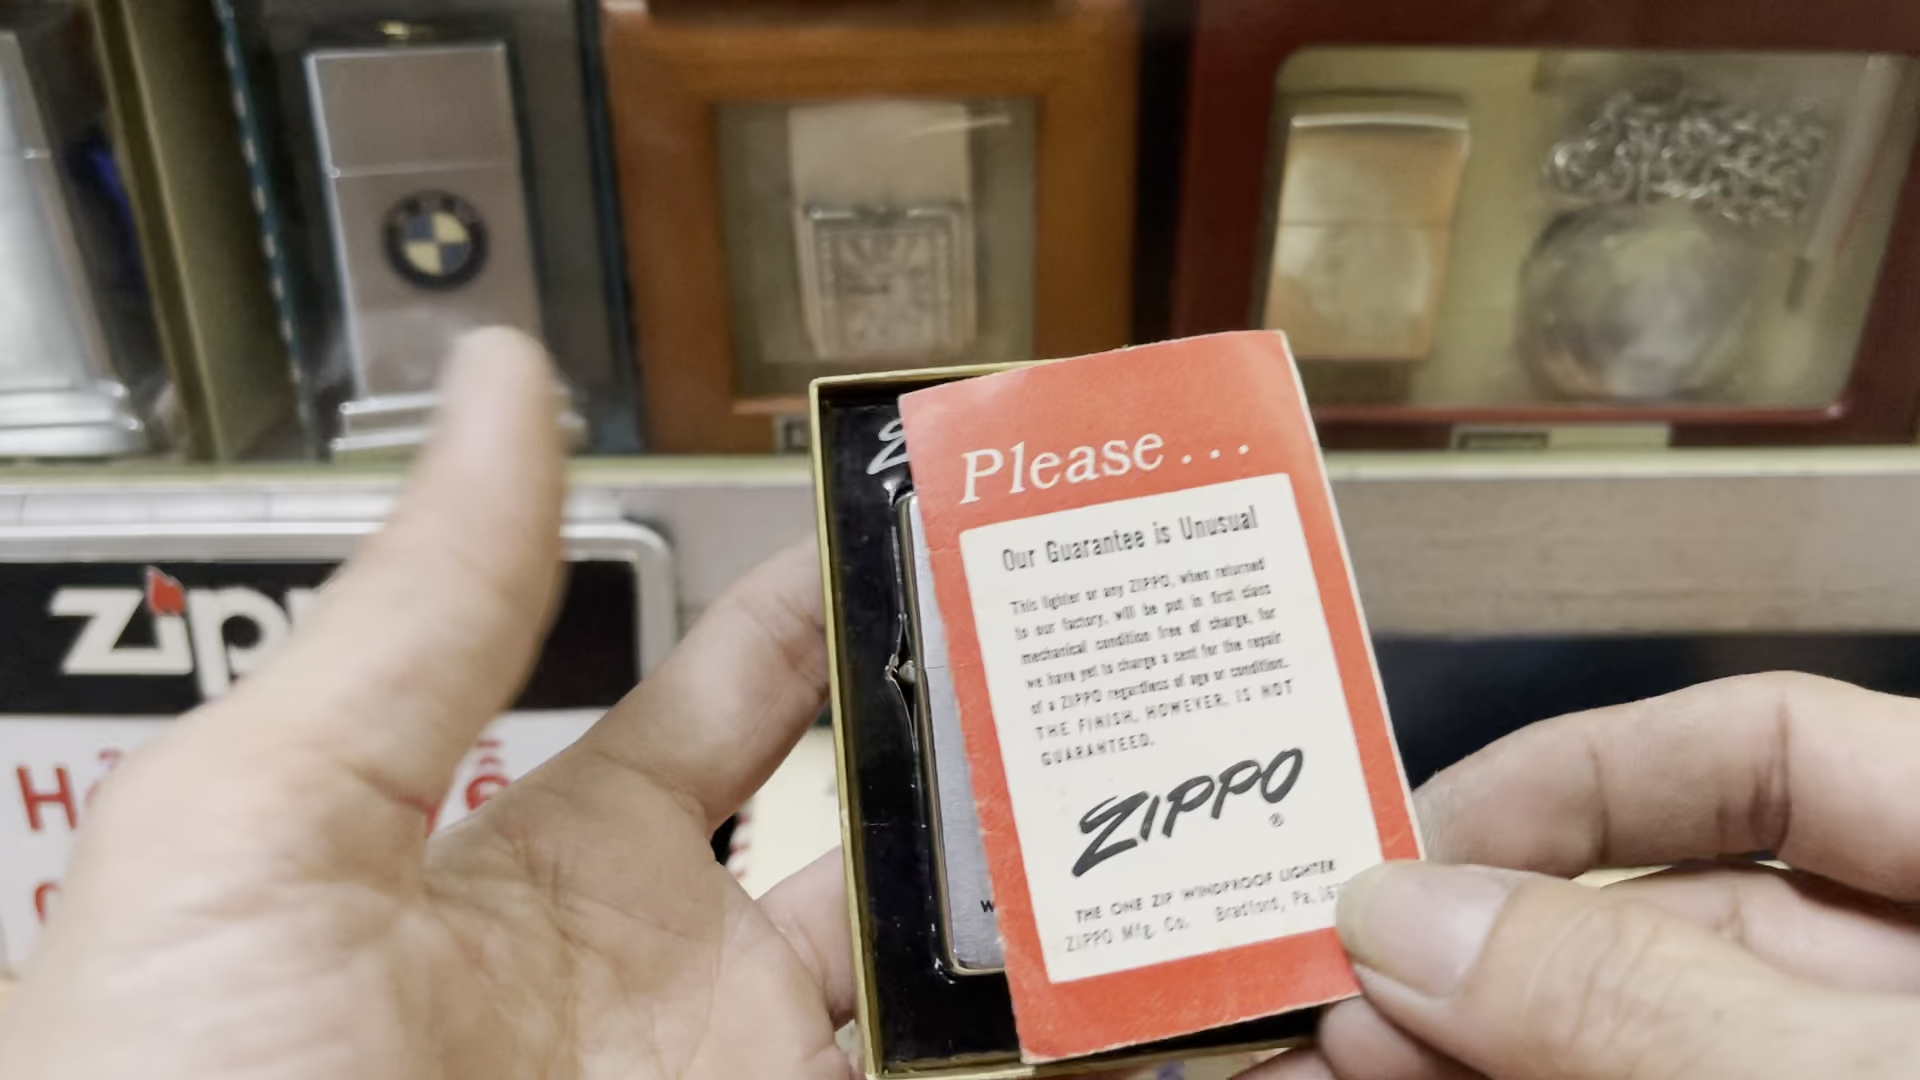 Please...
Our Guarantee is Unusual
This lighter or any ZIPPO, when returned
to our factory, will be put in first class
mechanical condition free of charge, for
we have yet to charge a cent for the repair
of a ZIPPO regardless of age or condition.
THE FINISH, HOWEVER, IS NOT
GUARANTEED.
ZIPPO
®
THE ONE ZIP WINDPROOF LIGHTER
ZIPPO Mfg. Co. Bradford, Pa.